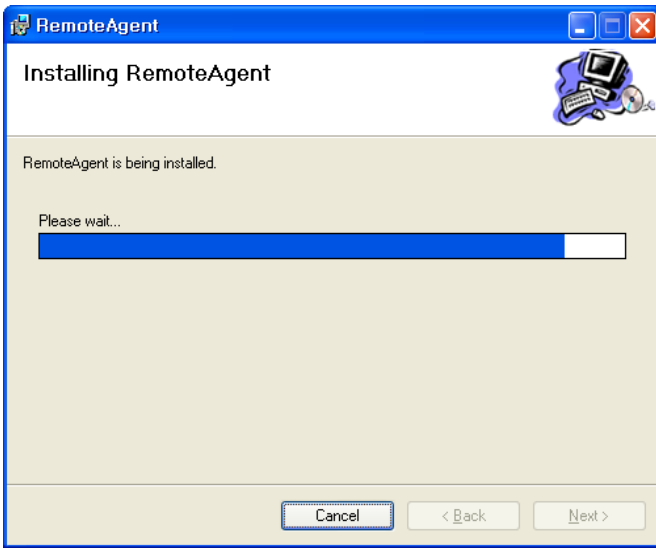 RemoteAgent
Installing RemoteAgent
RemoteAgent is being installed.
Please wait...
Cancel
< Back
Next >